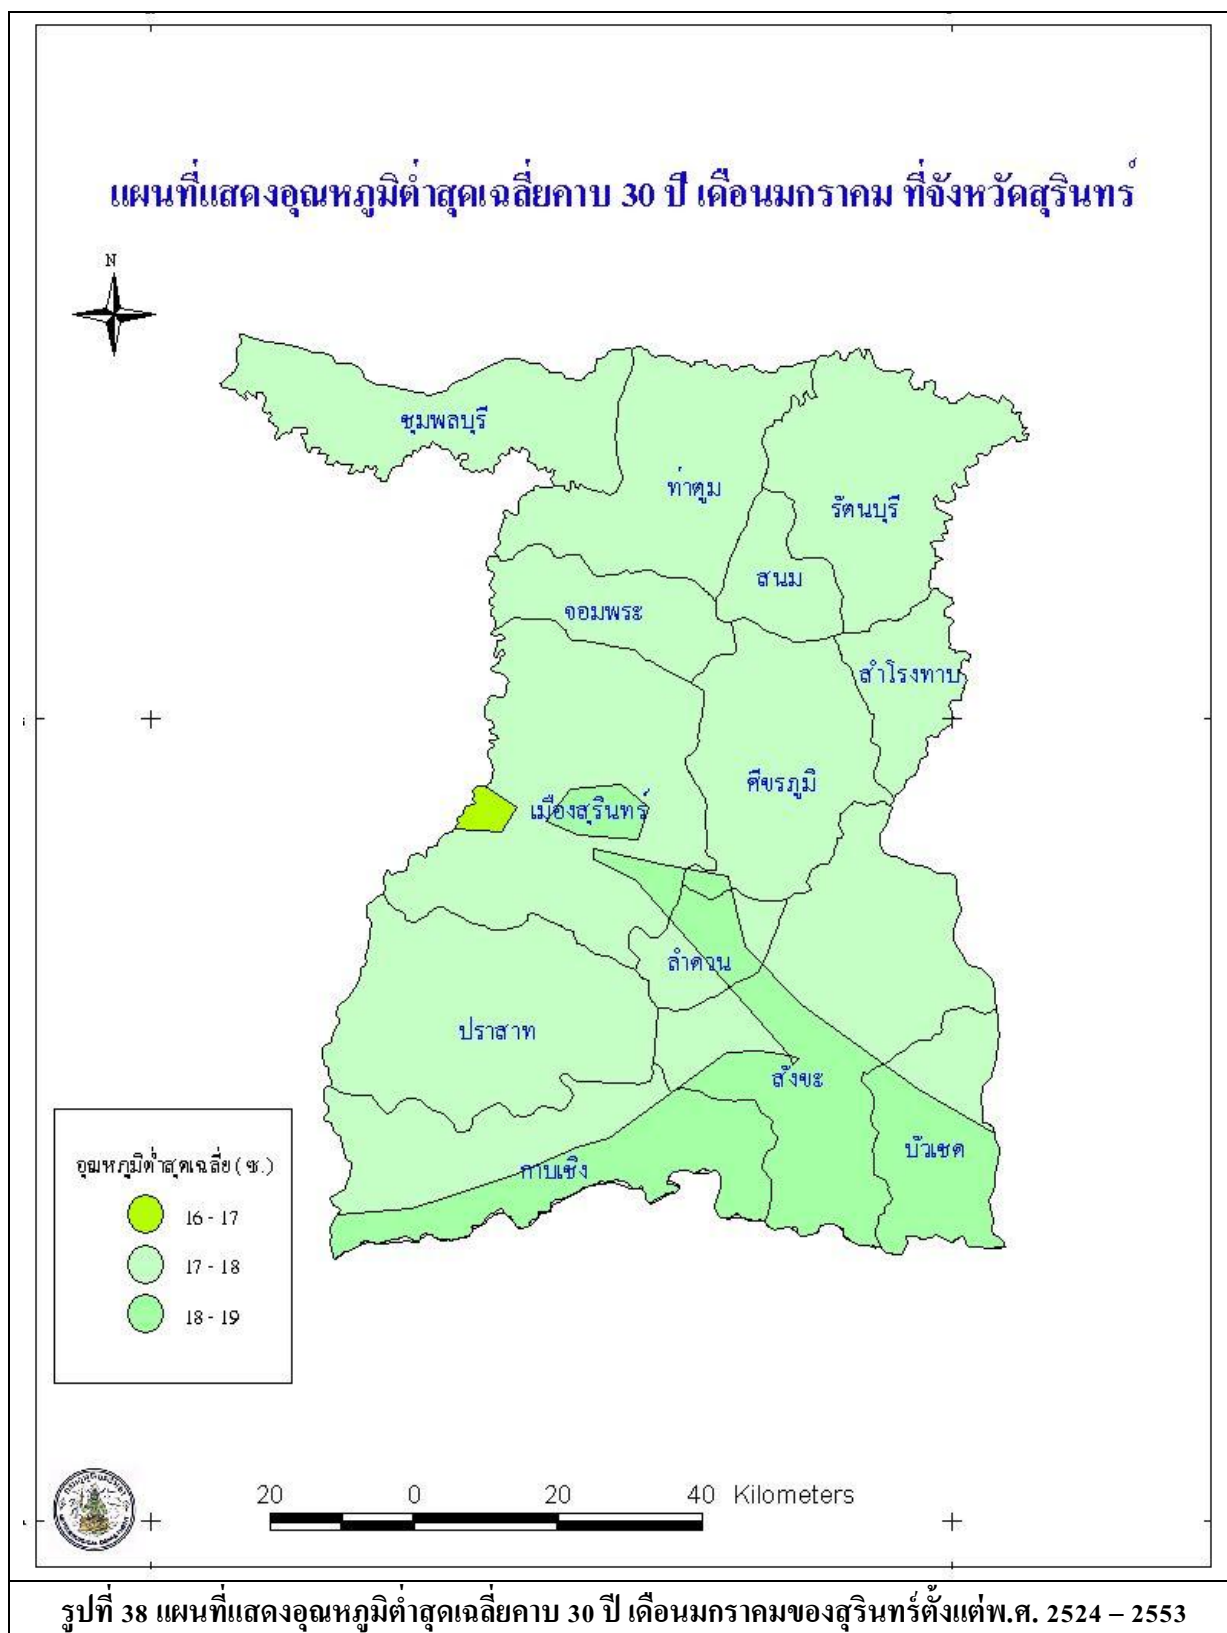 แผนที่แสดงอุณหภูมิต่ำสุดเฉลี่ยคาบ 30 ปี เดือนมกราคม ที่จังหวัดสุรินทร์
N
ชุมพลบุรี
ท่าตูม
รัตนบุรี
สนม
จอมพระ
สำโรงทาบ
ศีขรภูมิ
เมืองสุรินทร์
ลำดวน
ปราสาท
สังขะ
บัวเชด
กาบเชิง
อุณหภูมิต่ำสุดเฉลี่ย ( ซ.)
16 - 17
17 - 18
18 - 19
20 0 20 40 Kilometers
รูปที่ 38 แผนที่แสดงอุณหภูมิต่ำสุดเฉลี่ยคาบ 30 ปี เดือนมกราคมของสุรินทร์ตั้งแต่พ.ศ. 2524 – 2553